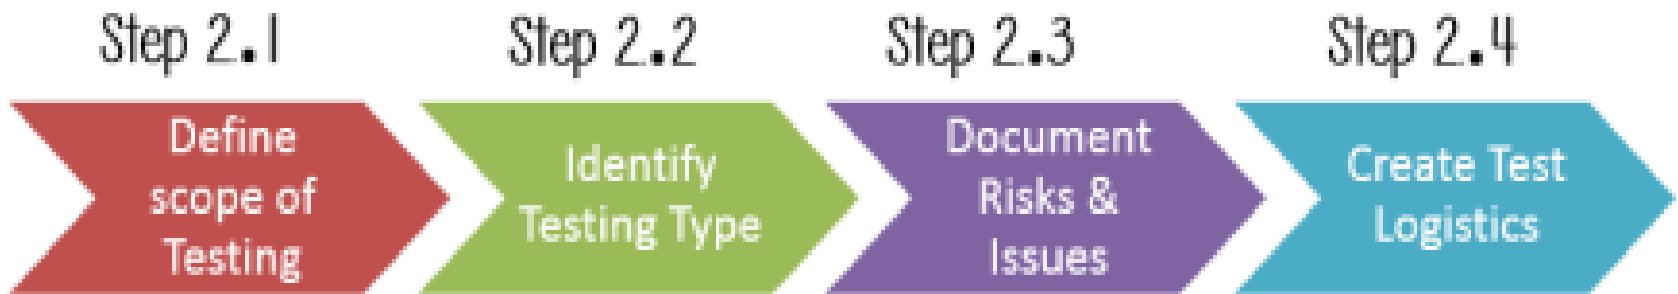 Step 2.1
Step 2.2
Step 2.3
Step 2.4
Define
scope of
Testing
Identify
Testing Type
Document
Risks &
Issues
Create Test
Logistics